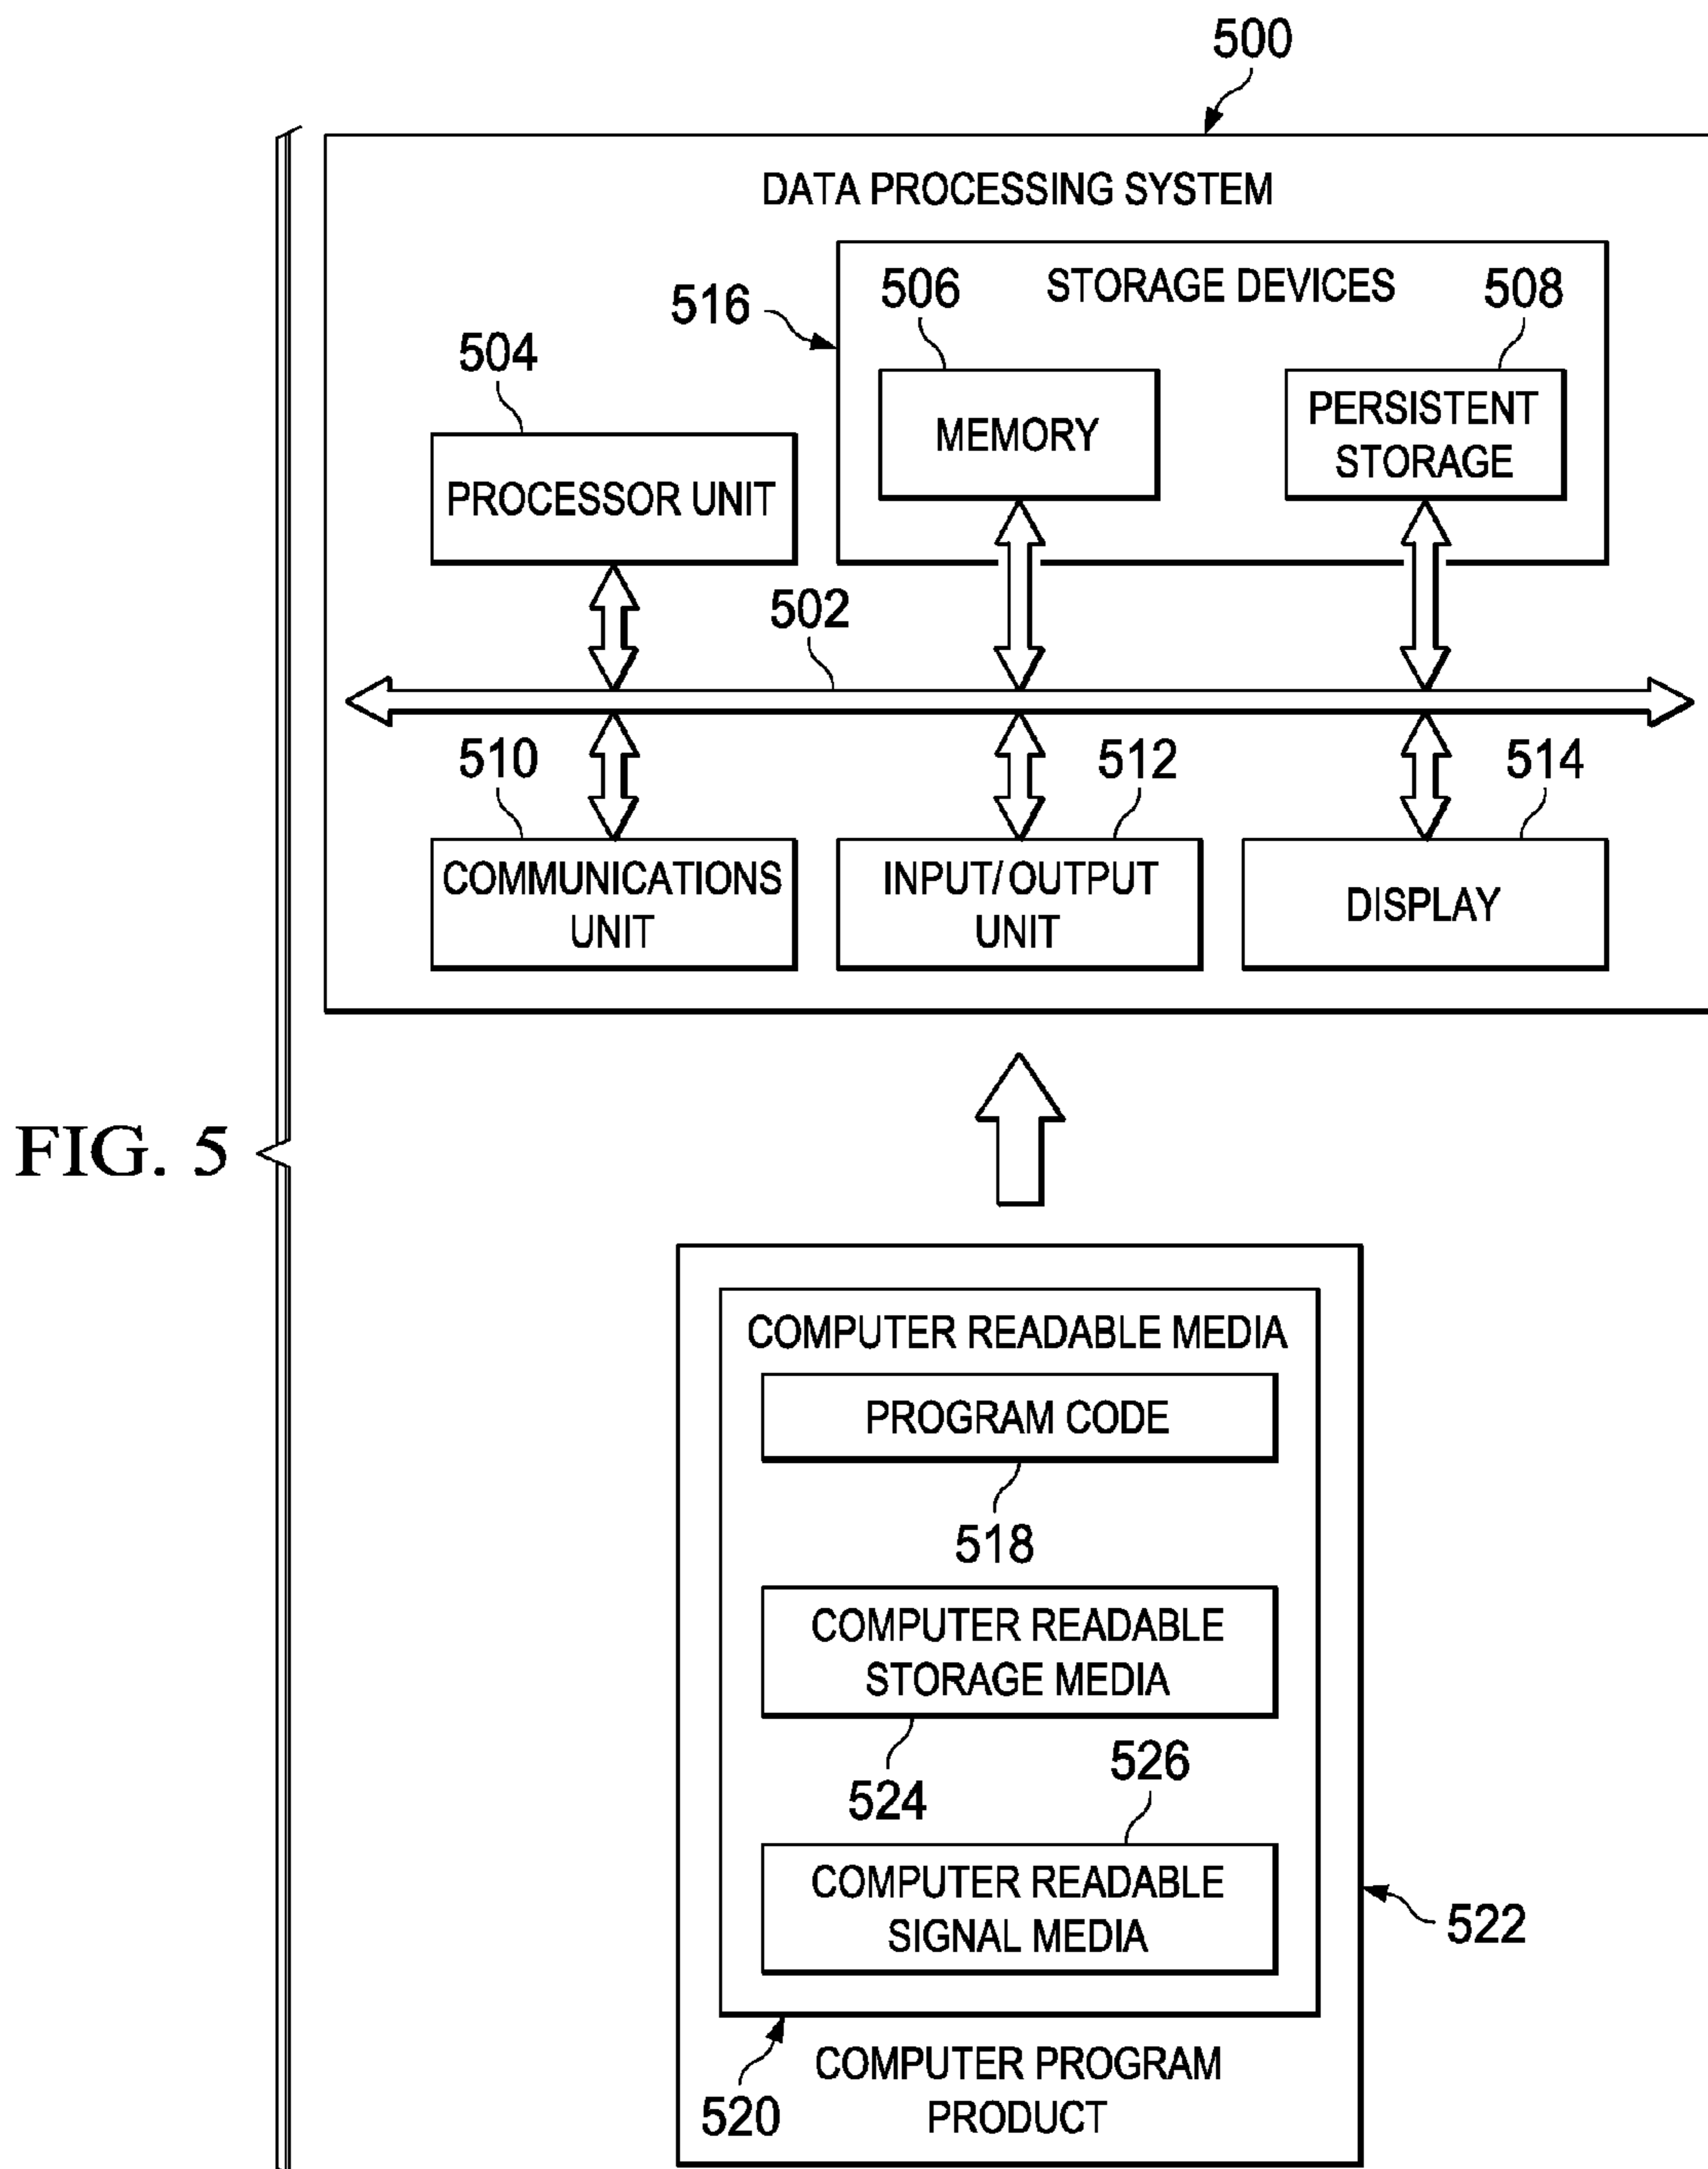 500
DATA PROCESSING SYSTEM
516
506
STORAGE DEVICES
508
504
MEMORY
PERSISTENT
STORAGE
PROCESSOR UNIT
502
510
512
514
COMMUNICATIONS
UNIT
INPUT/OUTPUT
UNIT
DISPLAY
FIG. 5
COMPUTER READABLE MEDIA
PROGRAM CODE
518
COMPUTER READABLE
STORAGE MEDIA
524
526
COMPUTER READABLE
SIGNAL MEDIA
522
520
COMPUTER PROGRAM
PRODUCT